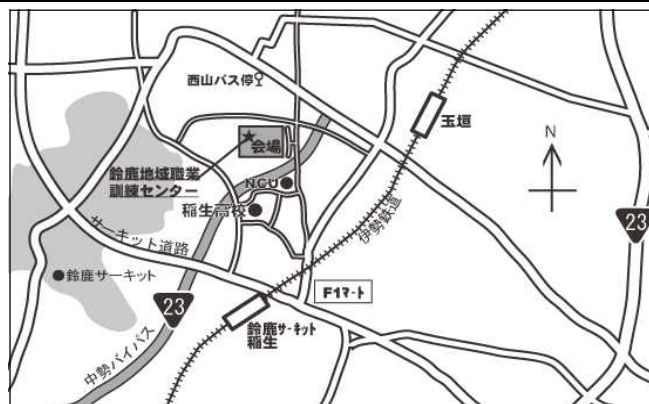 西山バス停
玉垣
会場
N
鈴鹿地域職業
訓練センター
NCU
稲生高校
伊勢鉄道
23
サーキット道路
鈴鹿サーキット
F1マート
23
鈴鹿サーキット
稲生
中勢バイパス